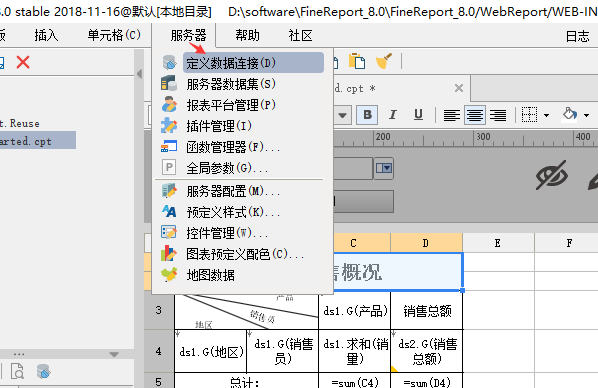 8.0 stable 2018-11-16@默认[本地目录] D:\software\FineReport_8.0\FineReport_8.0/WebReport/WEB-IN
插入 单元格(C) 服务器 帮助 社区 日志
定义数据连接(D)
服务器数据集(S)
报表平台管理(P)
插件管理(I)
函数管理器(F)...
全局参数(G)...
服务器配置(M)...
预定义样式(K)...
控件管理(W)...
图表预定义配色(C)...
地图数据
t.Reuse
arted.cpt
d.cpt *
B I U
200 300 400
C D E F
售概况
3 产品 销售员 地区 ds1.G(产品) 销售总额
4 ds1.G(地区) ds1.G(销售员) ds1.求和(销量) ds2.G(销售总额)
5 总计: =sum(C4) =sum(D4)